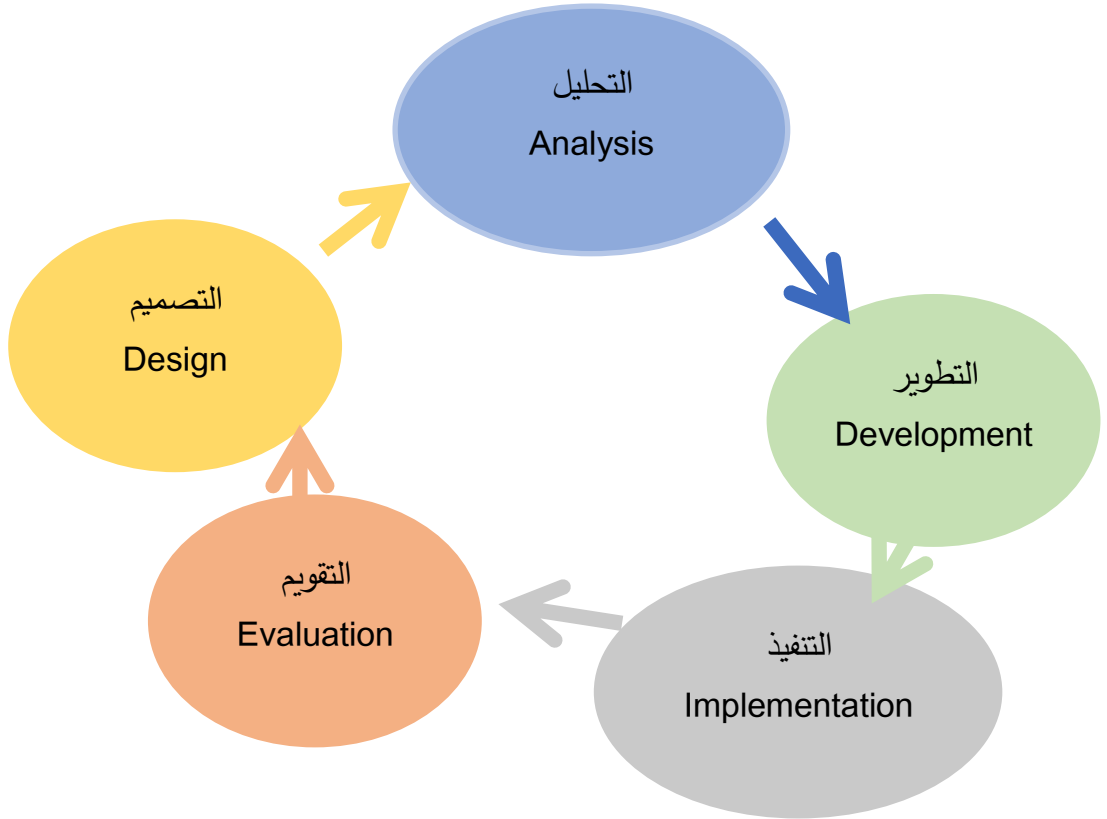 التحليل
Analysis
التصميم
Design
التطوير
Development
التقويم
Evaluation
التنفيذ
Implementation